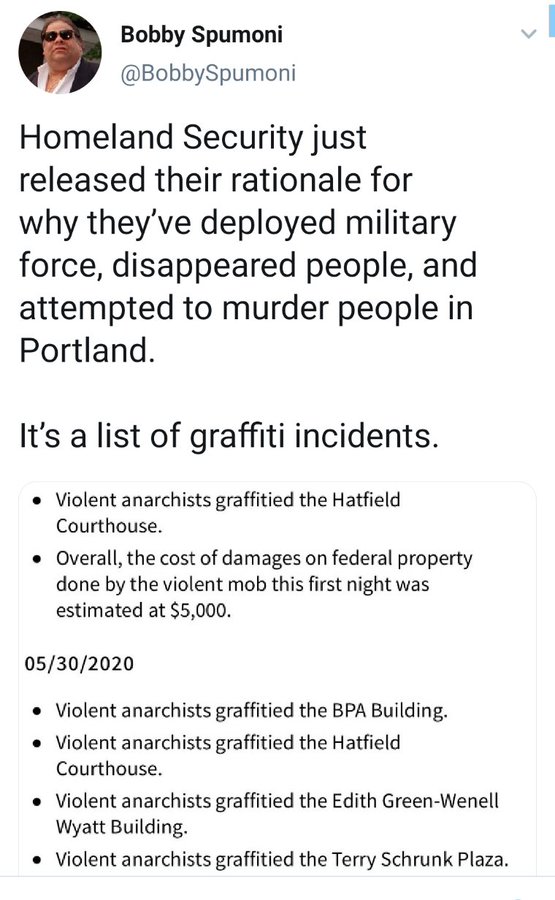 Bobby Spumoni
@BobbySpumoni
Homeland Security just
released their rationale for
why they’ve deployed military
force, disappeared people, and
attempted to murder people in
Portland.
It’s a list of graffiti incidents.
• Violent anarchists graffitied the Hatfield
Courthouse.
• Overall, the cost of damages on federal property
done by the violent mob this first night was
estimated at $5,000.
05/30/2020
• Violent anarchists graffitied the BPA Building.
• Violent anarchists graffitied the Hatfield
Courthouse.
• Violent anarchists graffitied the Edith Green-Wenell
Wyatt Building.
• Violent anarchists graffitied the Terry Schrunk Plaza.